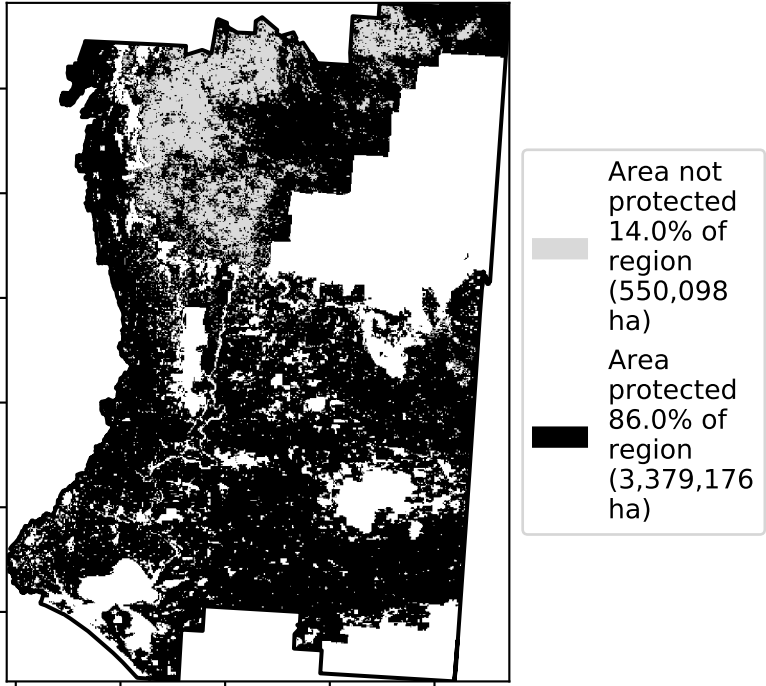 Area not
protected
14.0% of
region
(550,098
ha)
Area
protected
86.0% of
region
(3,379,176
ha)